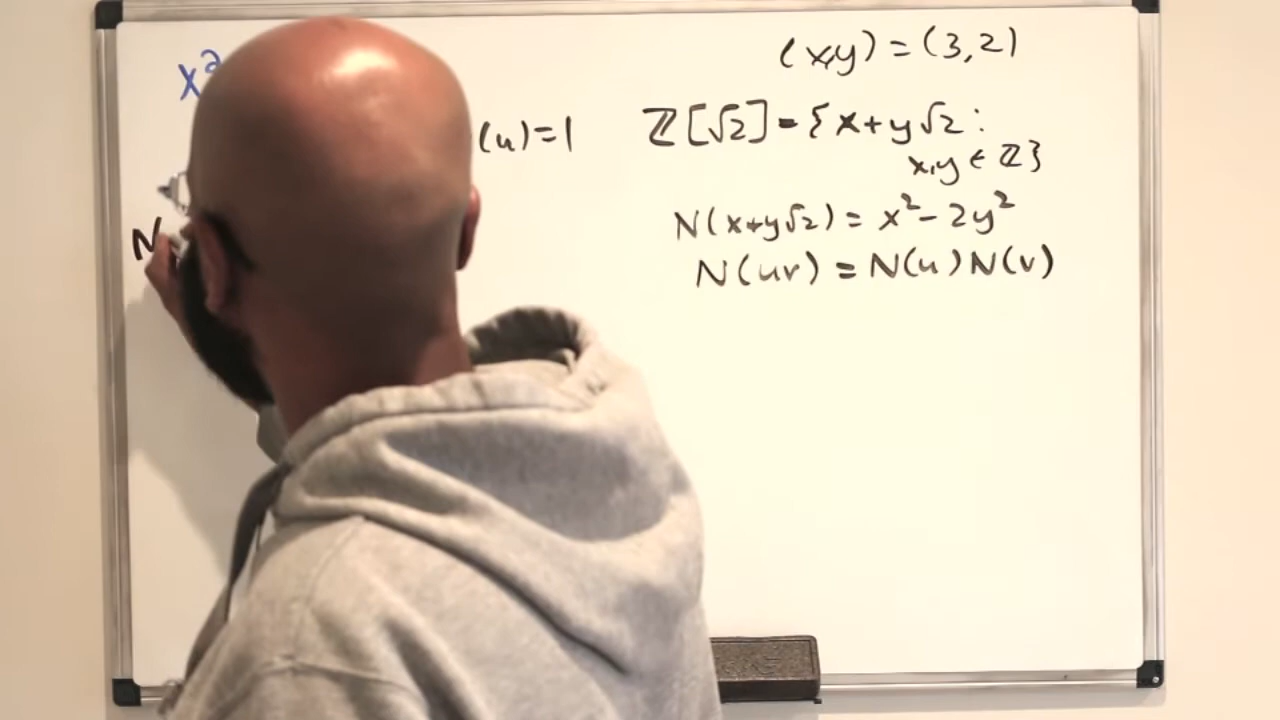 x²
(u)=1
N
(x,y) = (3,2)
ℤ[√2] = {x+y√2 :
x,y ∈ ℤ}
N(x+y√2) = x²-2y²
N(uv) = N(u)N(v)